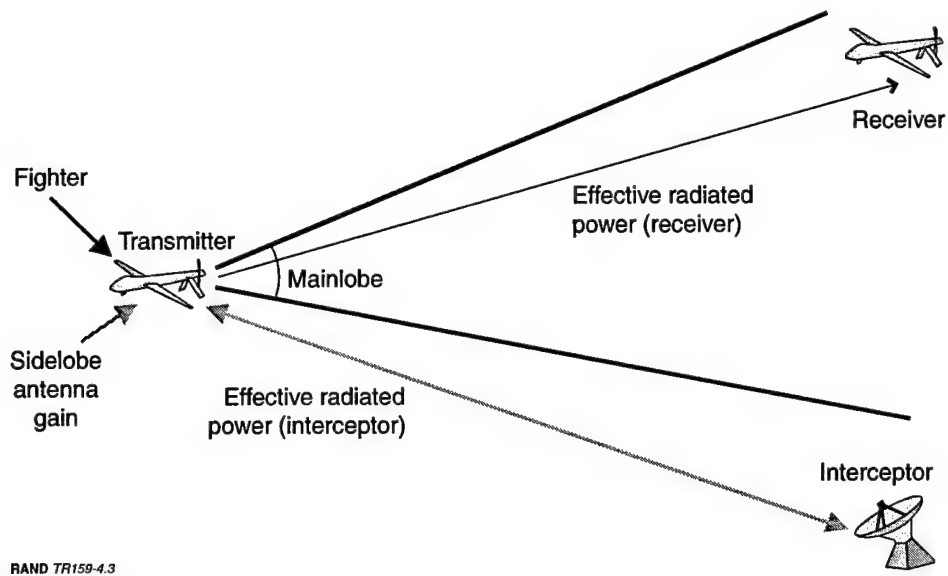 Receiver
Effective radiated
power (receiver)
Fighter
Transmitter
Mainlobe
Sidelobe
antenna
gain
Effective radiated
power (interceptor)
Interceptor
RAND TR159-4.3